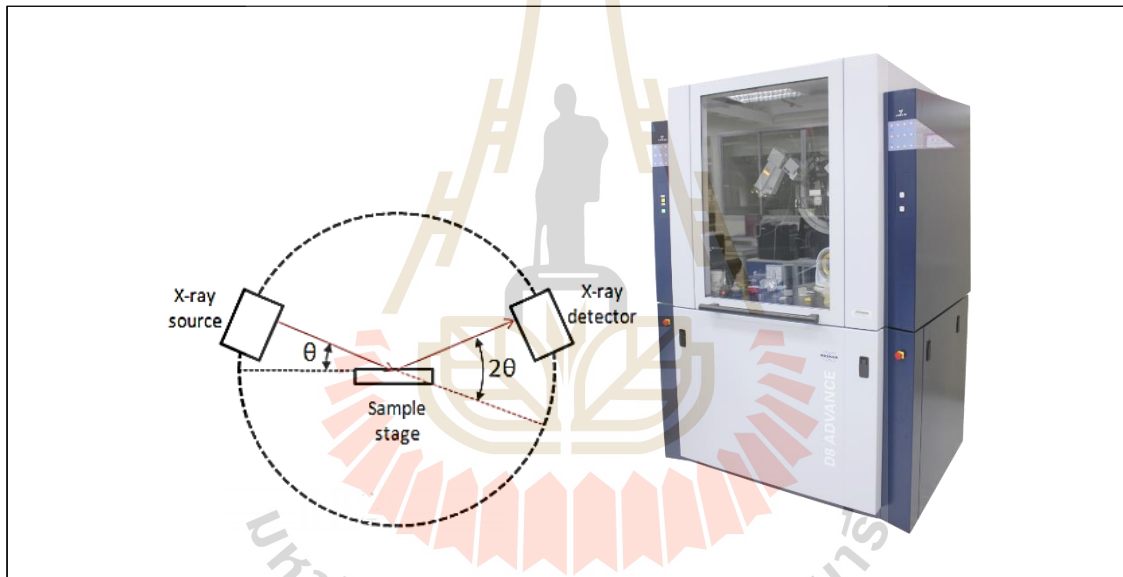 X-ray
source
θ
Sample
stage
2θ
X-ray
detector
D8 ADVANCE